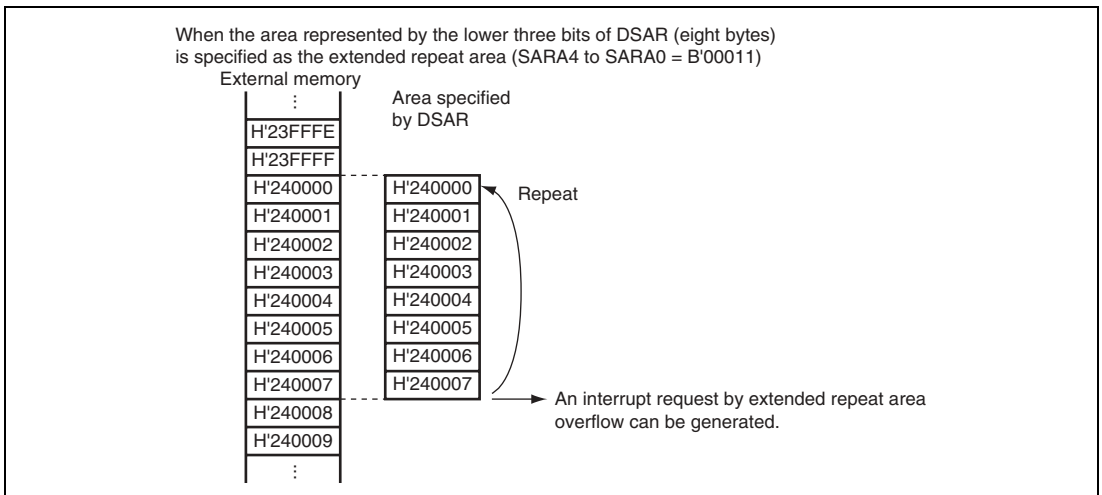 When the area represented by the lower three bits of DSAR (eight bytes)
is specified as the extended repeat area (SARA4 to SARA0 = B'00011)
External memory
Area specified
by DSAR
⋮
H'23FFFE
H'23FFFF
H'240000
H'240001
H'240002
H'240003
H'240004
H'240005
H'240006
H'240007
H'240008
H'240009
⋮
H'240000
H'240001
H'240002
H'240003
H'240004
H'240005
H'240006
H'240007
Repeat
An interrupt request by extended repeat area
overflow can be generated.